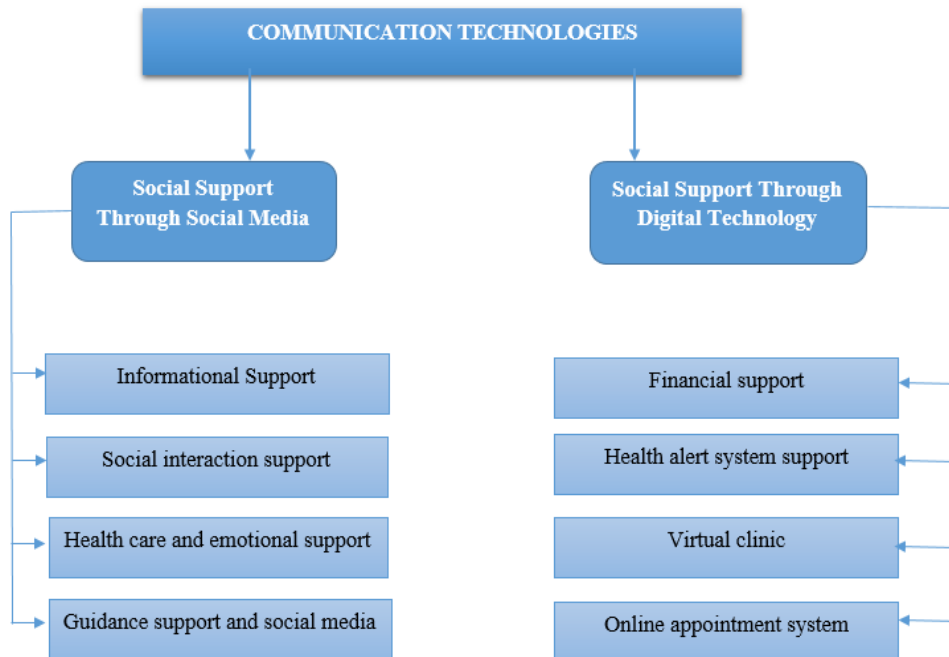 COMMUNICATION TECHNOLOGIES
Social Support
Through Social Media
Social Support Through
Digital Technology
Informational Support
Social interaction support
Health care and emotional support
Guidance support and social media
Financial support
Health alert system support
Virtual clinic
Online appointment system